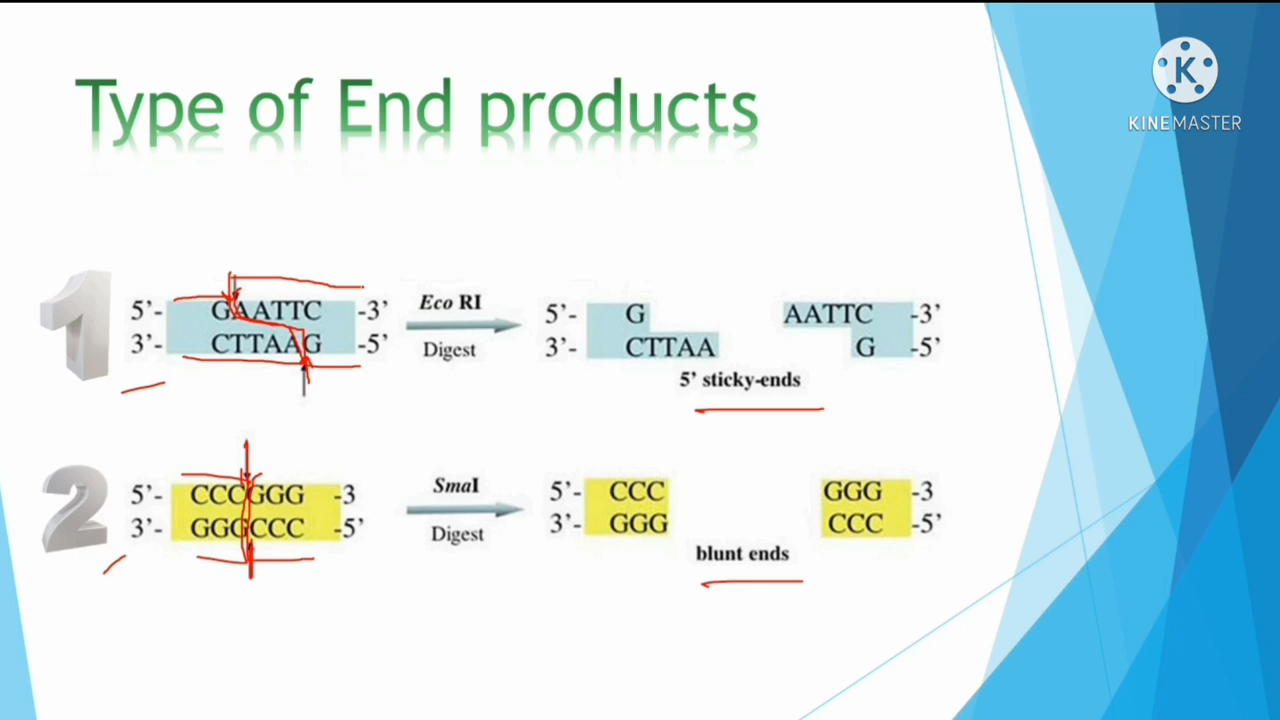 Type of End products
K
KINEMASTER
1
5'- GAATTC -3'
3'- CTTAAG -5'
Eco RI
Digest
5'- G AATTC -3'
3'- CTTAA G -5'
5' sticky-ends
2
5'- CCCGGG -3
3'- GGGCCC -5'
SmaI
Digest
5'- CCC GGG -3
3'- GGG CCC -5'
blunt ends